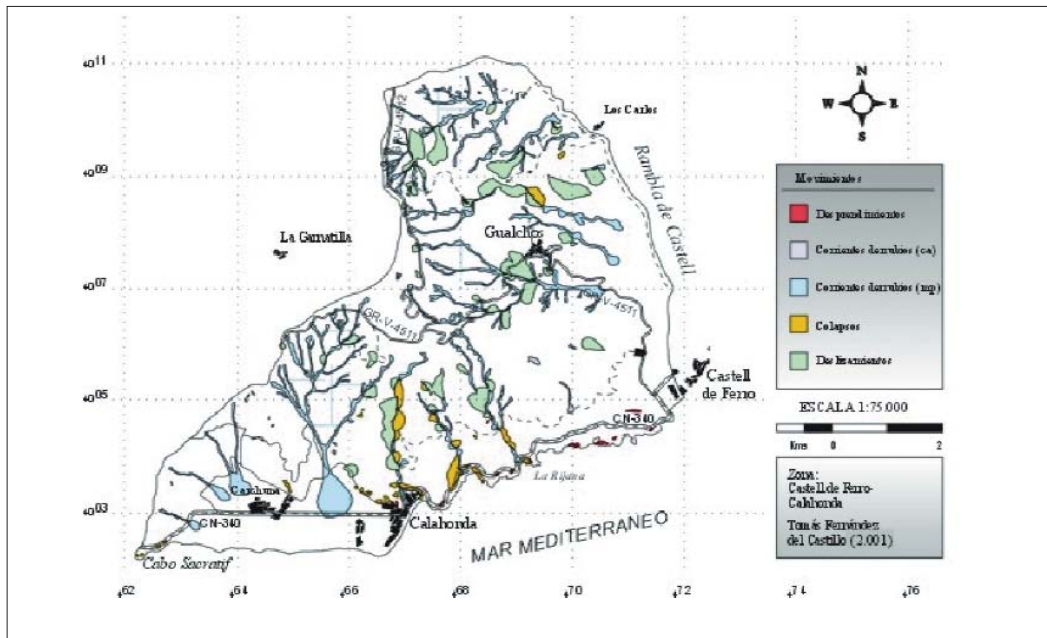 4011
4009
4007
4005
4003
462
464
466
468
470
472
474
476
N
W E
S
GR-V-4912
Los Carlos
Rambla de Castell
La Garnatilla
Gualchos
GR-V-4511
GR-V-4511
Castell
de Ferro
CN-340
La Rijana
Carchuna
CN-340
Calahonda
MAR MEDITERRANEO
Cabo Sacratif
Movimientos
Desprendimientos
Corrientes derrubios (ca)
Corrientes derrubios (mp)
Colapsos
Deslizamientos
ESCALA 1:75.000
Kms 0 2
Zona:
Castell de Ferro-
Calahonda
Tomás Fernández
del Castillo (2.001)